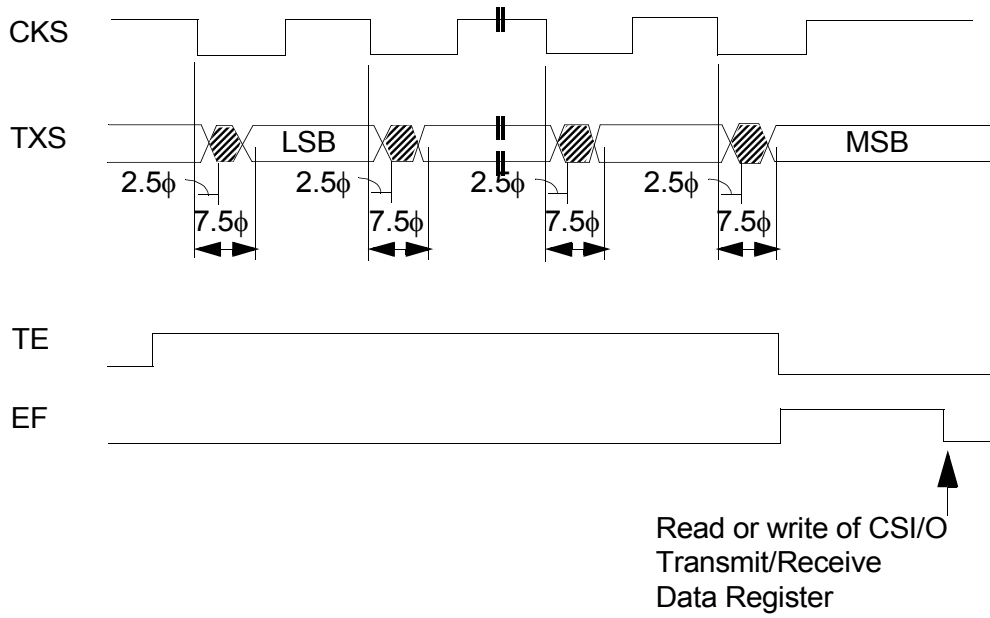 CKS
TXS
LSB
MSB
2.5ϕ
2.5ϕ
2.5ϕ
2.5ϕ
7.5ϕ
7.5ϕ
7.5ϕ
7.5ϕ
TE
EF
Read or write of CSI/O
Transmit/Receive
Data Register